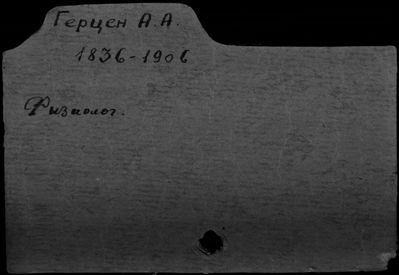 Герцен А.А.
1836-1906
Физиолог.